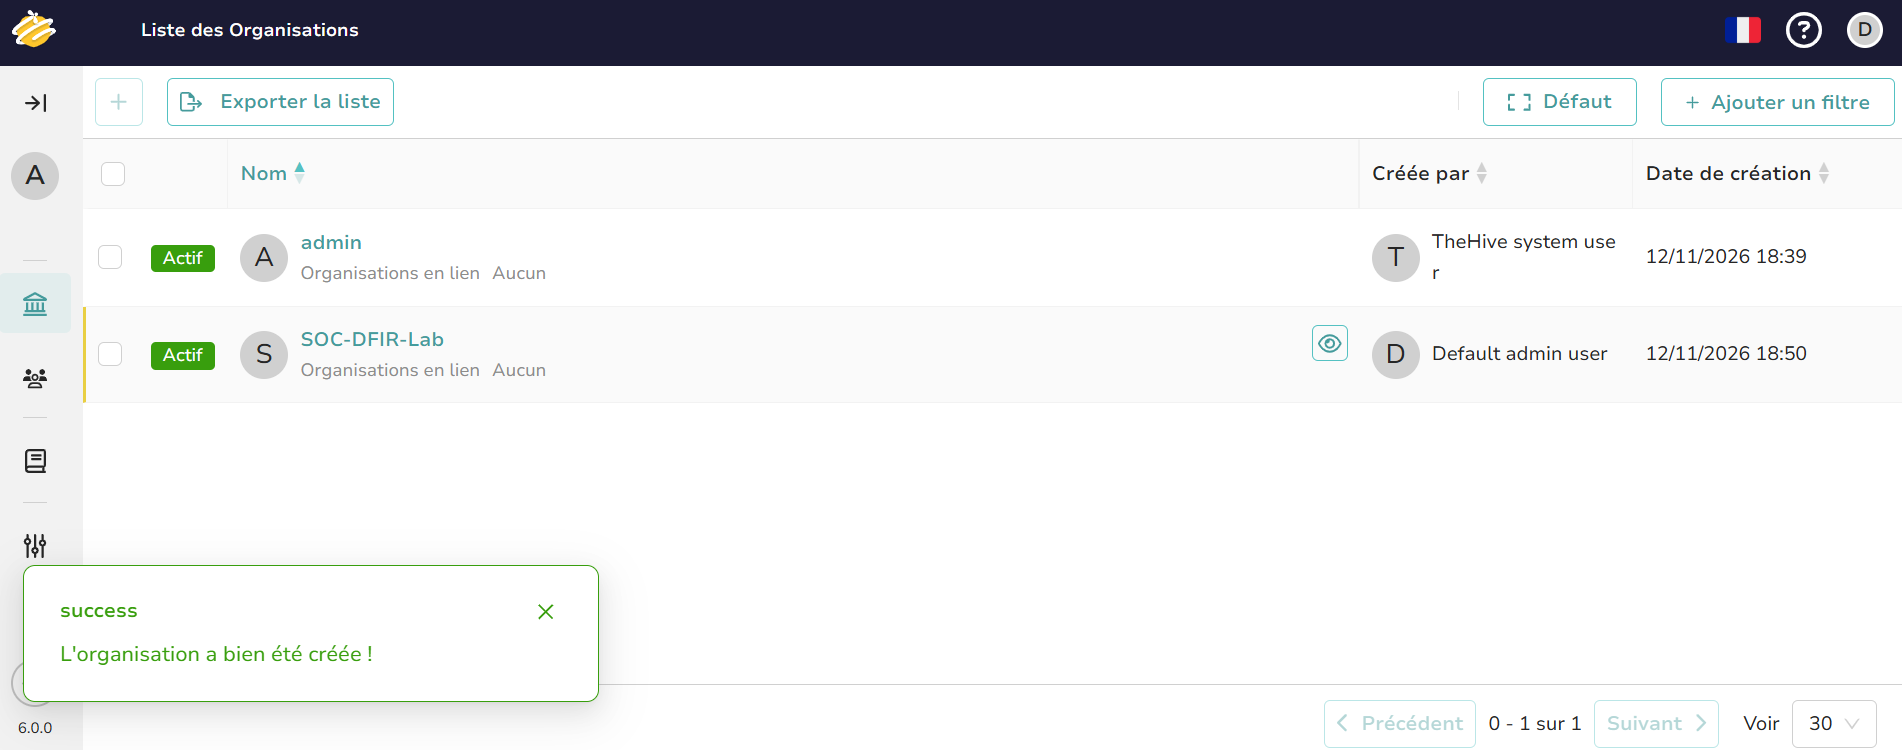 Liste des Organisations
D
Exporter la liste
Défaut
+ Ajouter un filtre
A
Nom
Créée par
Date de création
Actif
A
admin
Organisations en lien Aucun
T
TheHive system use
r
12/11/2026 18:39
Actif
S
SOC-DFIR-Lab
Organisations en lien Aucun
D
Default admin user
12/11/2026 18:50
success
L'organisation a bien été créée !
6.0.0
Précédent
0 - 1 sur 1
Suivant
Voir
30